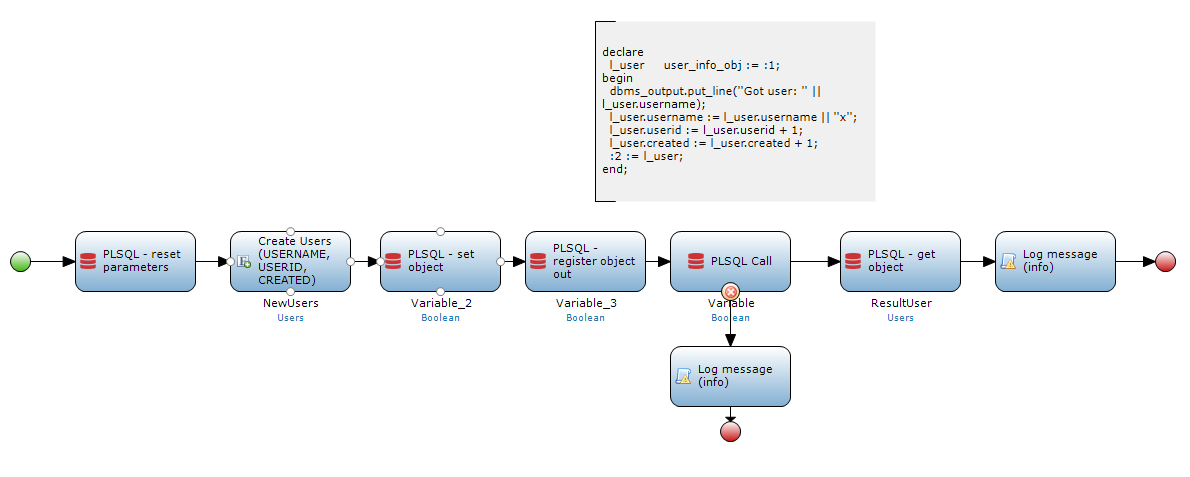 declare
l_user user_info_obj := :1;
begin
dbms_output.put_line("Got user: " ||
l_user.username);
l_user.username := l_user.username || "x";
l_user.userid := l_user.userid + 1;
l_user.created := l_user.created + 1;
:2 := l_user;
end;
PLSQL - reset
parameters
Create Users
(USERNAME,
USERID,
CREATED)
NewUsers
Users
PLSQL - set
object
Variable_2
Boolean
PLSQL -
register object
out
Variable_3
Boolean
PLSQL Call
Variable
Boolean
PLSQL - get
object
ResultUser
Users
Log message
(info)
Log message
(info)